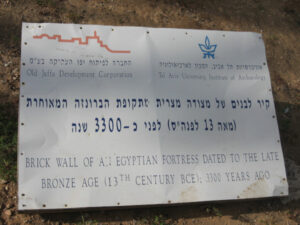 החברה לפיתוח יפו העתיקה בע"מ
Old Jaffa Development Corporation
אוניברסיטת תל אביב, המכון לארכיאולוגיה
Tel Aviv University, Institute of Archaeology
קיר לבנים של מצודה מצרית מתקופת הברונזה המאוחרת
(מאה 13 לפנה"ס) לפני כ-3300 שנה
BRICK WALL OF AN EGYPTIAN FORTRESS DATED TO THE LATE
BRONZE AGE (13TH CENTURY BCE); 3300 YEARS AGO